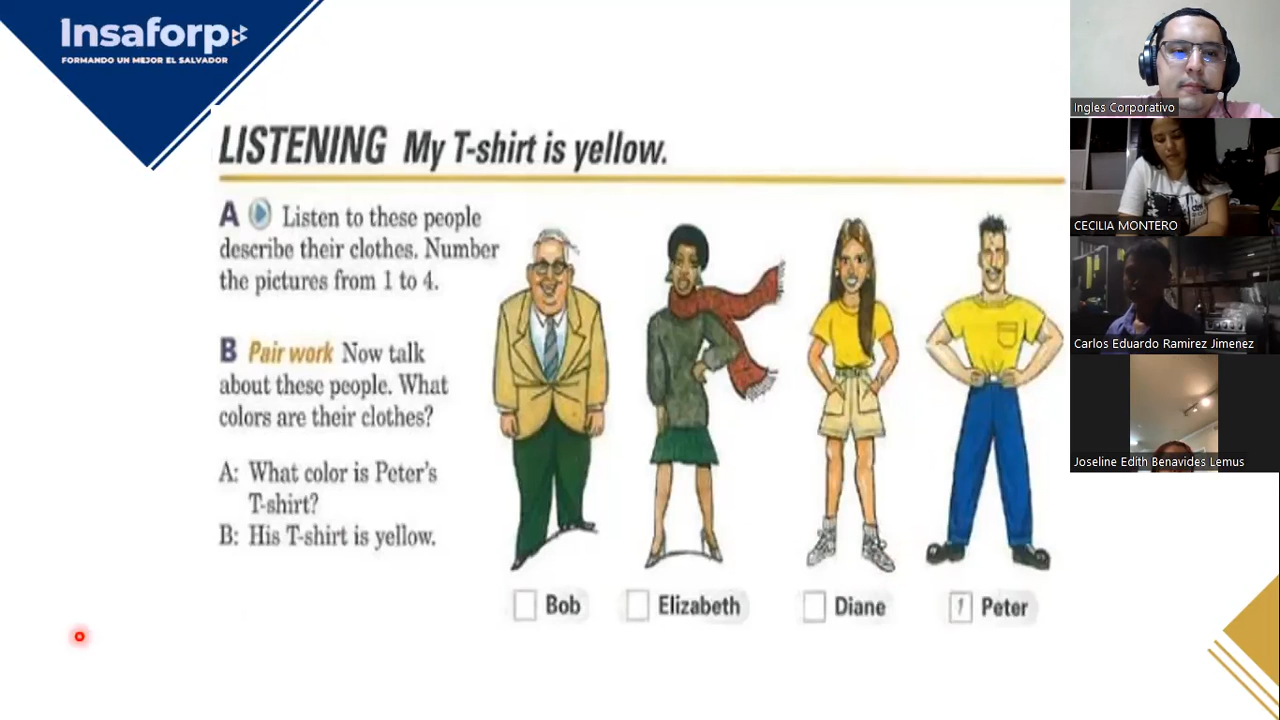 Insaforp
FORMANDO UN MEJOR EL SALVADOR
LISTENING My T-shirt is yellow.
A Listen to these people
describe their clothes. Number
the pictures from 1 to 4.
B Pair work Now talk
about these people. What
colors are their clothes?
A: What color is Peter's
T-shirt?
B: His T-shirt is yellow.
Bob
Elizabeth
Diane
1 Peter
Ingles Corporativo
CECILIA MONTERO
Carlos Eduardo Ramirez Jimenez
Joseline Edith Benavides Lemus